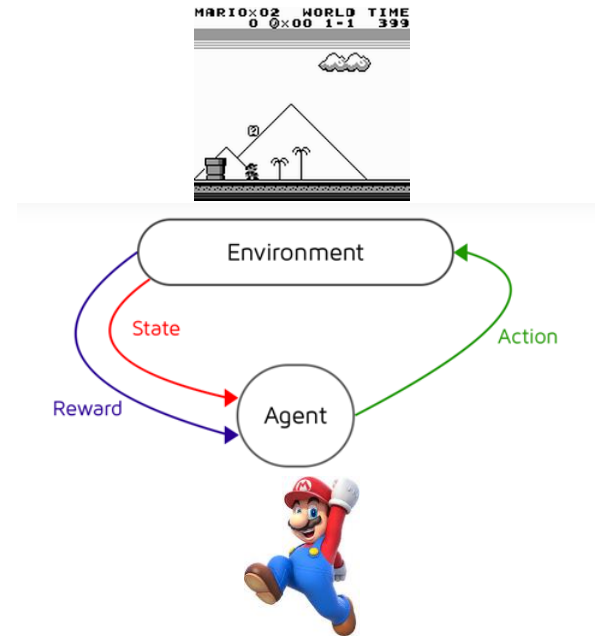 MARIO×02 WORLD TIME
0 ×00 1-1 399
?
Environment
State
Action
Reward
Agent
M